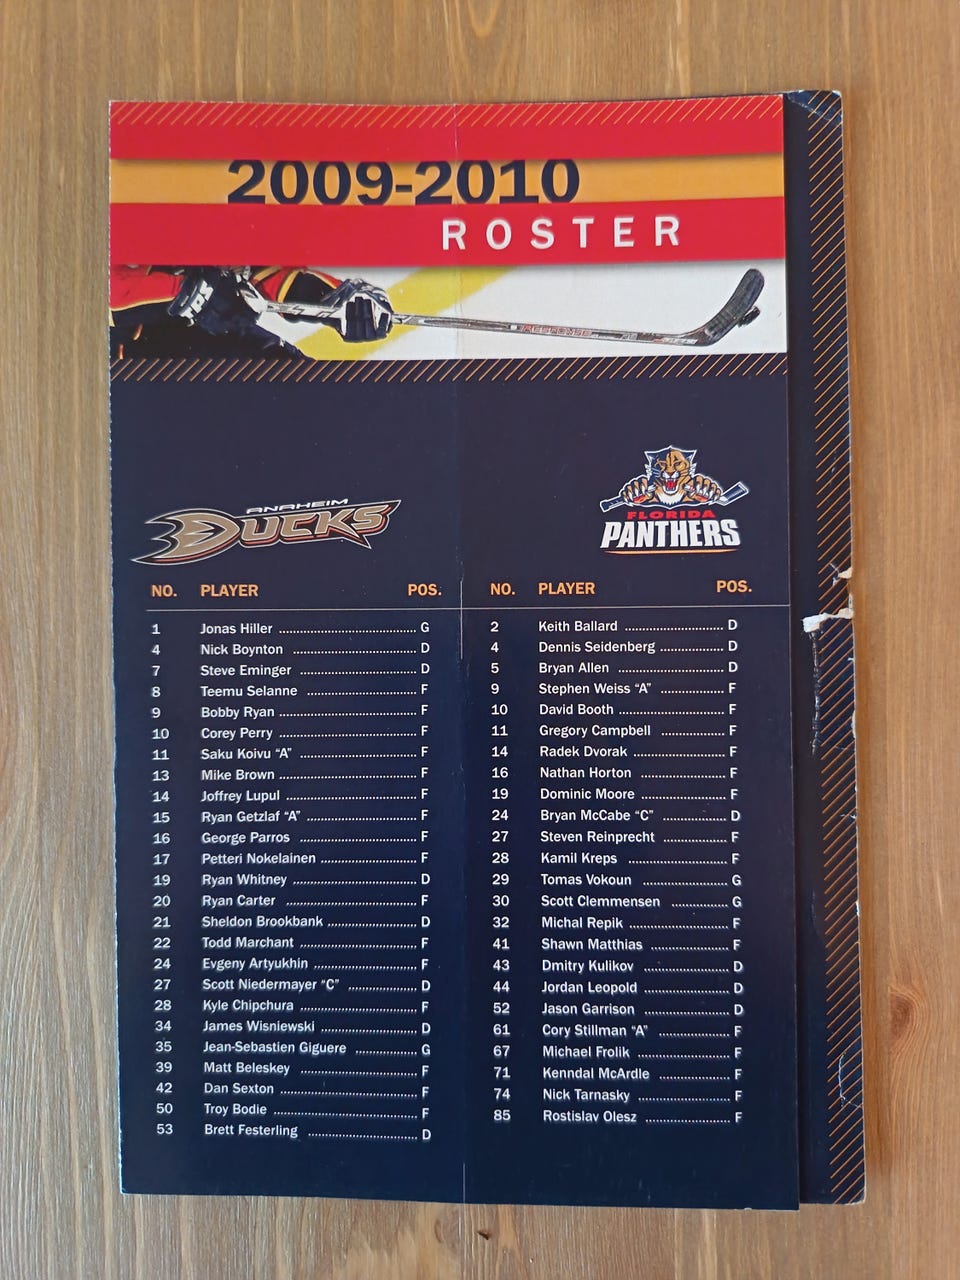 2009-2010
ROSTER
RESPONSE
ANAHEIM
DUCKS
NO. PLAYER POS.
1 Jonas Hiller G
4 Nick Boynton D
7 Steve Eminger D
8 Teemu Selanne F
9 Bobby Ryan F
10 Corey Perry F
11 Saku Koivu “A” F
13 Mike Brown F
14 Joffrey Lupul F
15 Ryan Getzlaf “A” F
16 George Parros F
17 Petteri Nokelainen F
19 Ryan Whitney D
20 Ryan Carter F
21 Sheldon Brookbank D
22 Todd Marchant F
24 Evgeny Artyukhin F
27 Scott Niedermayer “C” D
28 Kyle Chipchura F
34 James Wisniewski D
35 Jean-Sebastien Giguere G
39 Matt Beleskey F
42 Dan Sexton F
50 Troy Bodie F
53 Brett Festerling D
FLORIDA
PANTHERS
NO. PLAYER POS.
2 Keith Ballard D
4 Dennis Seidenberg D
5 Bryan Allen D
9 Stephen Weiss “A” F
10 David Booth F
11 Gregory Campbell F
14 Radek Dvorak F
16 Nathan Horton F
19 Dominic Moore F
24 Bryan McCabe “C” D
27 Steven Reinprecht F
28 Kamil Kreps F
29 Tomas Vokoun G
30 Scott Clemmensen G
32 Michal Repik F
41 Shawn Matthias F
43 Dmitry Kulikov D
44 Jordan Leopold D
52 Jason Garrison D
61 Cory Stillman “A” F
67 Michael Frolik F
71 Kenndal McArdle F
74 Nick Tarnasky F
85 Rostislav Olesz F